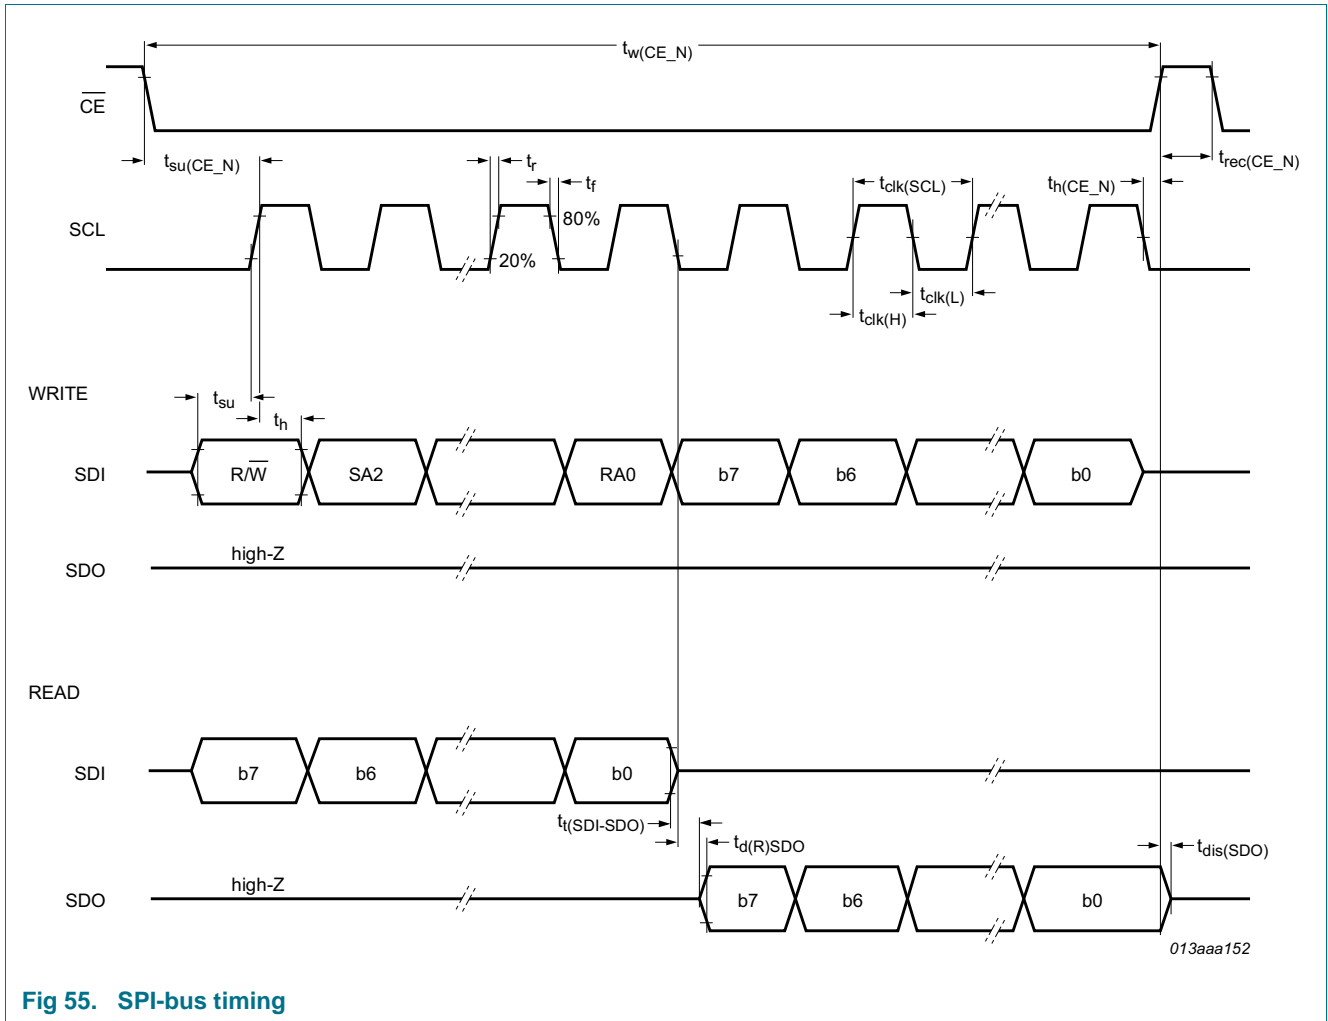 tw(CE_N)
CE
tsu(CE_N)
tr
trec(CE_N)
tf
tclk(SCL)
th(CE_N)
SCL
80%
20%
tclk(L)
tclk(H)
WRITE
tsu
th
SDI R/W SA2 RA0 b7 b6 b0
high-Z
SDO
READ
SDI b7 b6 b0
tt(SDI-SDO)
td(R)SDO
tdis(SDO)
high-Z
SDO b7 b6 b0
013aaa152
Fig 55. SPI-bus timing